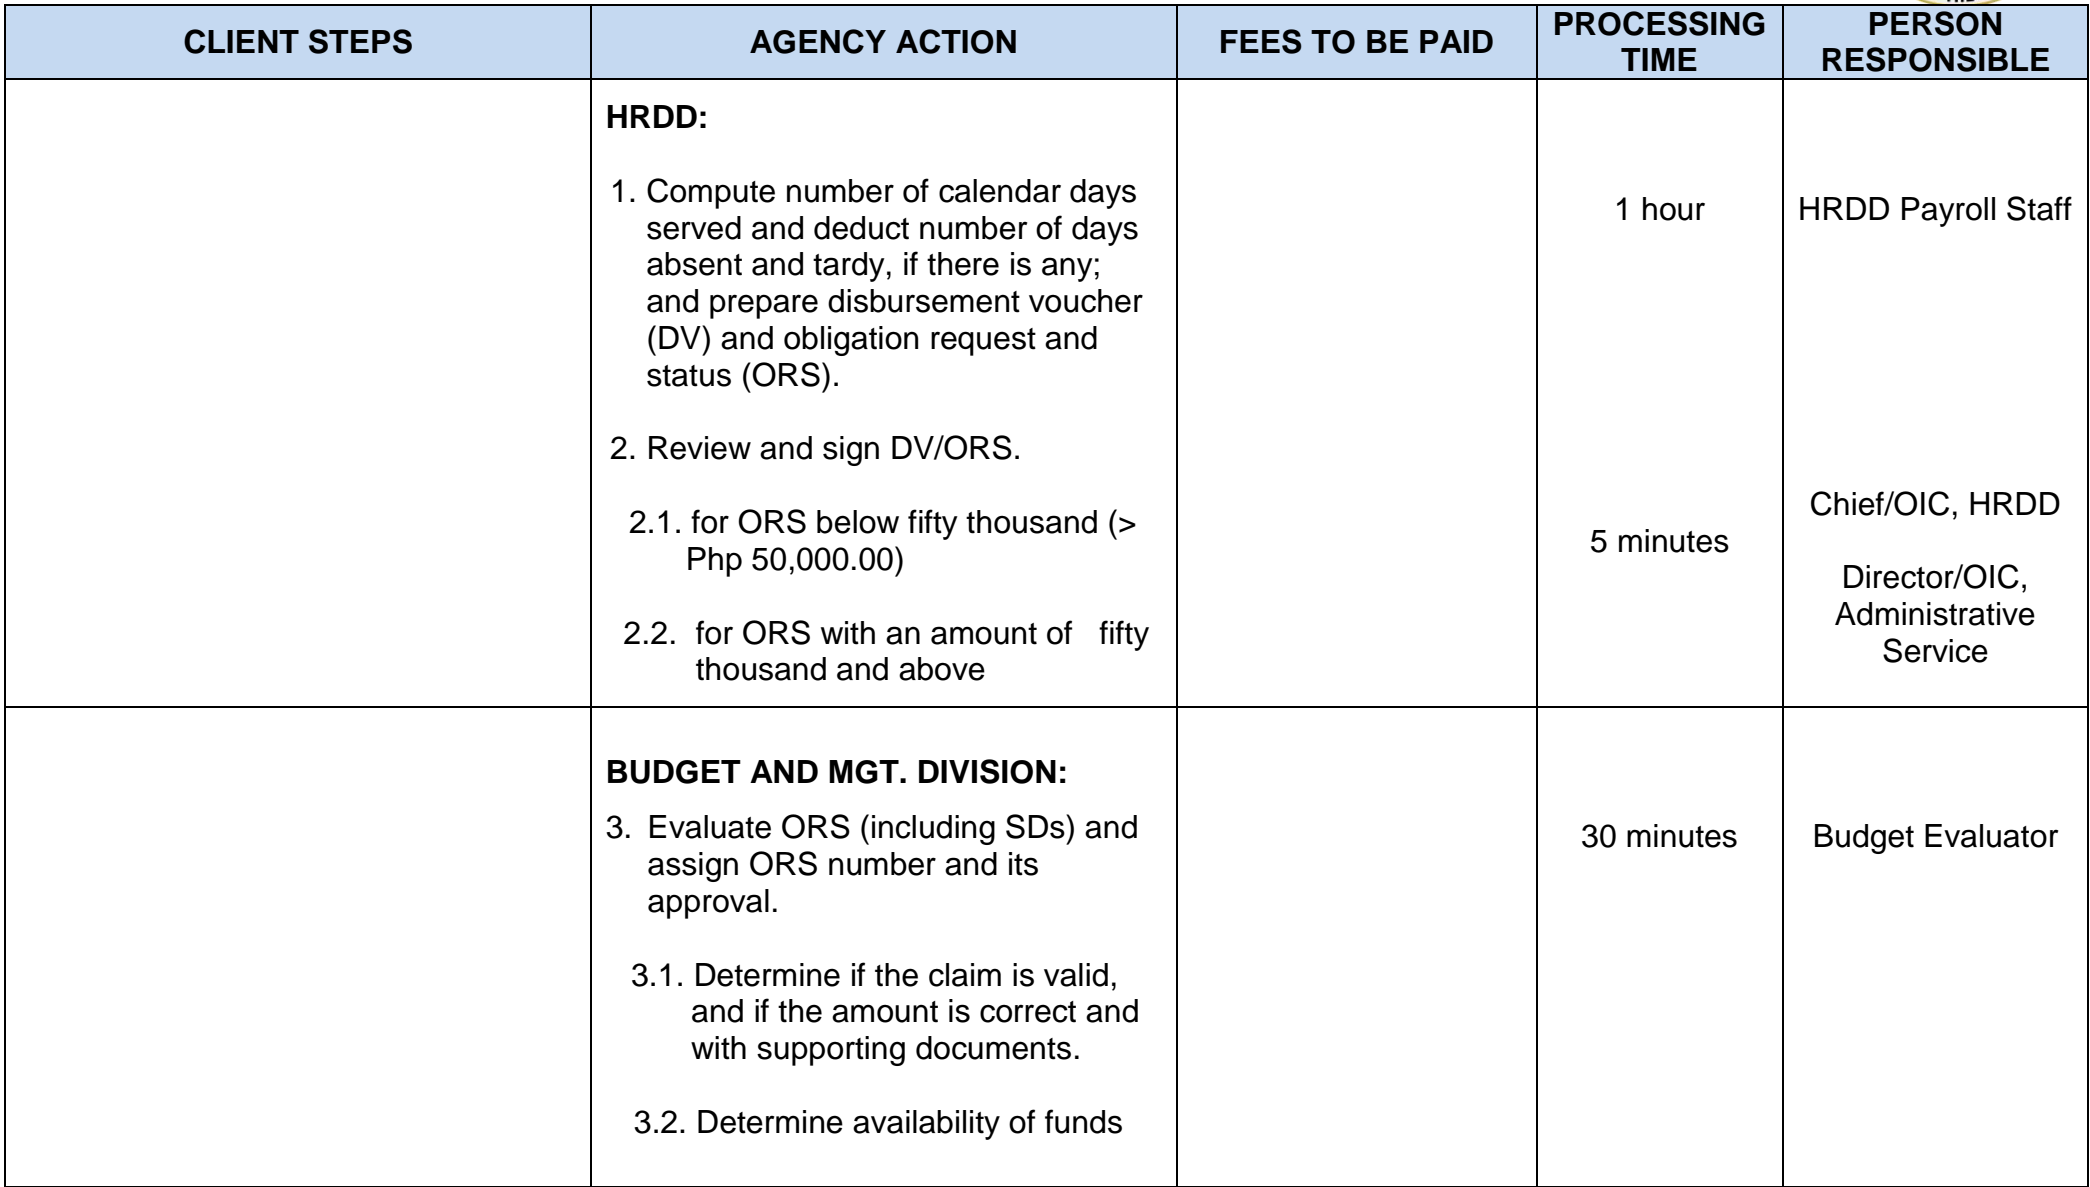 CLIENT STEPS
AGENCY ACTION
FEES TO BE PAID
PROCESSING
TIME
PERSON
RESPONSIBLE
HRDD:
1. Compute number of calendar days
served and deduct number of days
absent and tardy, if there is any;
and prepare disbursement voucher
(DV) and obligation request and
status (ORS).
1 hour
HRDD Payroll Staff
2. Review and sign DV/ORS.
2.1. for ORS below fifty thousand (>
Php 50,000.00)
2.2. for ORS with an amount of fifty
thousand and above
5 minutes
Chief/OIC, HRDD
Director/OIC,
Administrative
Service
BUDGET AND MGT. DIVISION:
3. Evaluate ORS (including SDs) and
assign ORS number and its
approval.
30 minutes
Budget Evaluator
3.1. Determine if the claim is valid,
and if the amount is correct and
with supporting documents.
3.2. Determine availability of funds